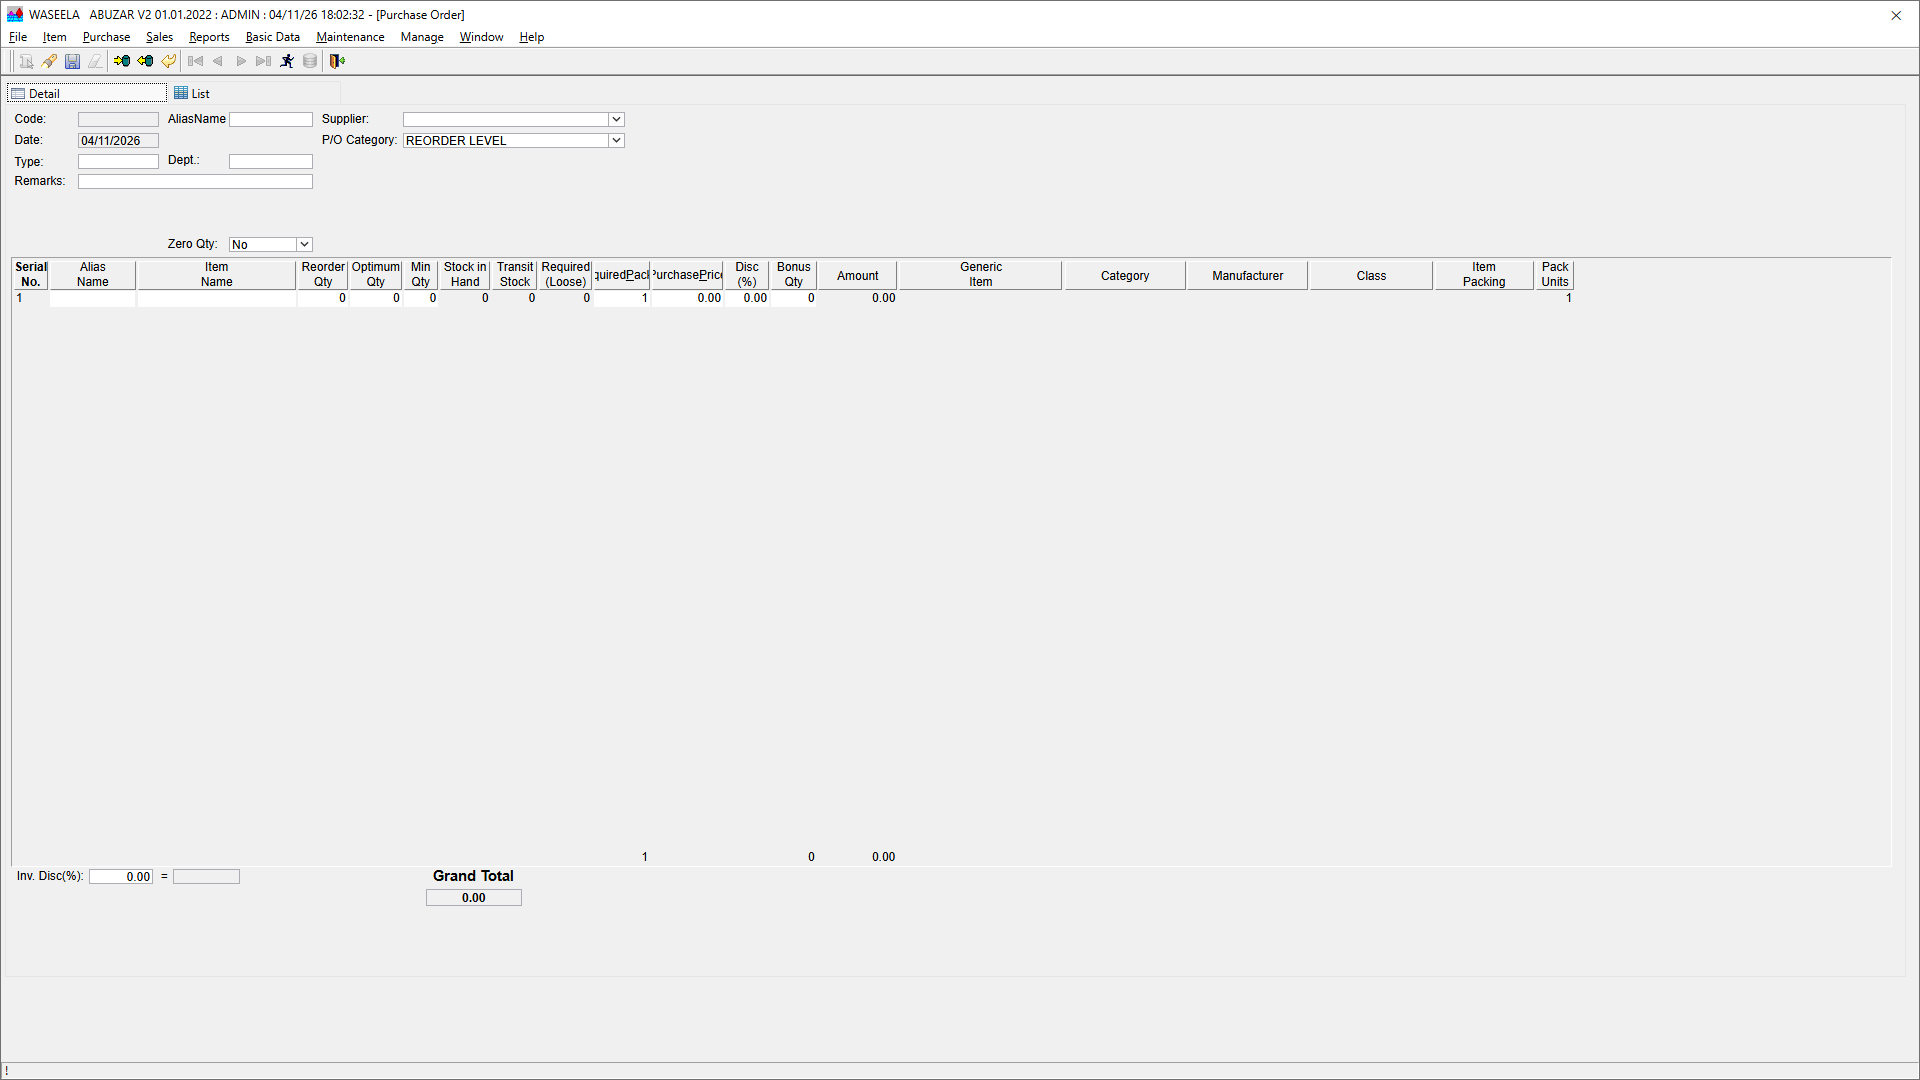 WASEELA   ABUZAR V2 01.01.2022 : ADMIN : 04/11/26 18:02:32 - [Purchase Order]
File Item Purchase Sales Reports Basic Data Maintenance Manage Window Help
Detail List
Code: AliasName Supplier:
Date: 04/11/2026 P/O Category: REORDER LEVEL
Type: Dept.:
Remarks:
Zero Qty: No
Serial No. Alias Name Item Name Reorder Qty Optimum Qty Min Qty Stock in Hand Transit Stock Required (Loose) quiredPack PurchasePrice Disc (%) Bonus Qty Amount Generic Item Category Manufacturer Class Item Packing Pack Units
1 0 0 0 0 0 0 1 0.00 0.00 0 0.00 1
1 0 0.00
Inv. Disc(%): 0.00 = Grand Total
0.00
!